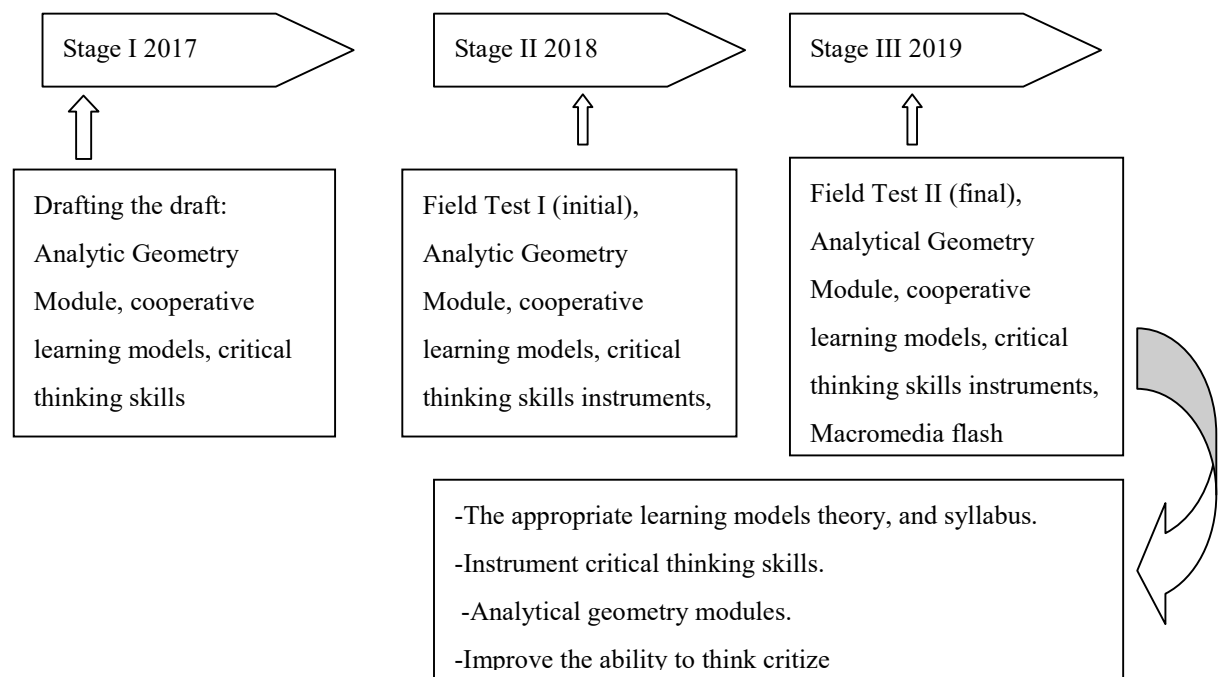 Stage I 2017
Stage II 2018
Stage III 2019
Drafting the draft:
Analytic Geometry
Module, cooperative
learning models, critical
thinking skills
Field Test I (initial),
Analytic Geometry
Module, cooperative
learning models, critical
thinking skills instruments,
Field Test II (final),
Analytical Geometry
Module, cooperative
learning models, critical
thinking skills instruments,
Macromedia flash
-The appropriate learning models theory, and syllabus.
-Instrument critical thinking skills.
-Analytical geometry modules.
-Improve the ability to think critize